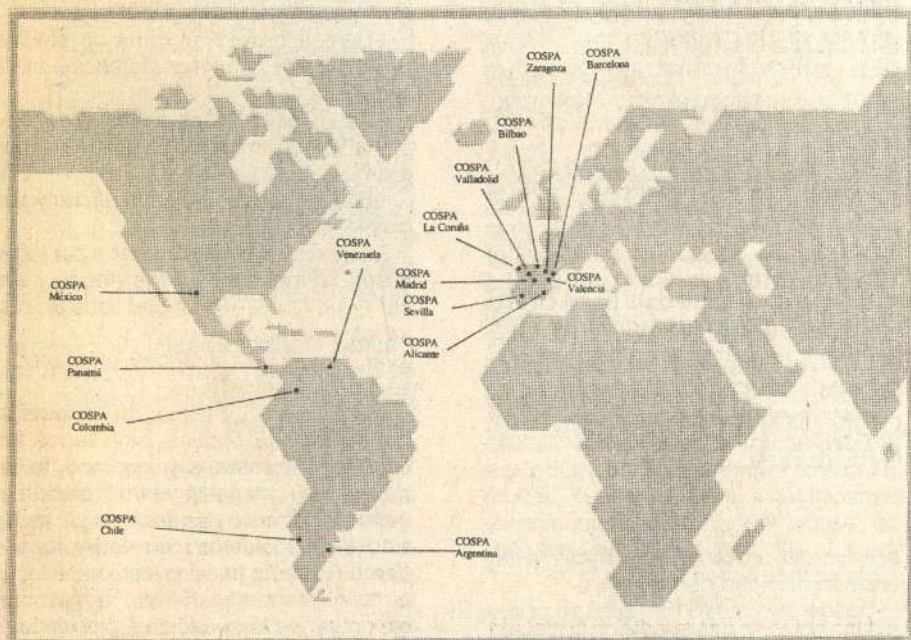 COSPA
Zaragoza
COSPA
Barcelona
COSPA
Bilbao
COSPA
Valladolid
COSPA
La Coruña
COSPA
Venezuela
COSPA
Madrid
COSPA
Valencia
COSPA
México
COSPA
Sevilla
COSPA
Alicante
COSPA
Panamá
COSPA
Colombia
COSPA
Chile
COSPA
Argentina